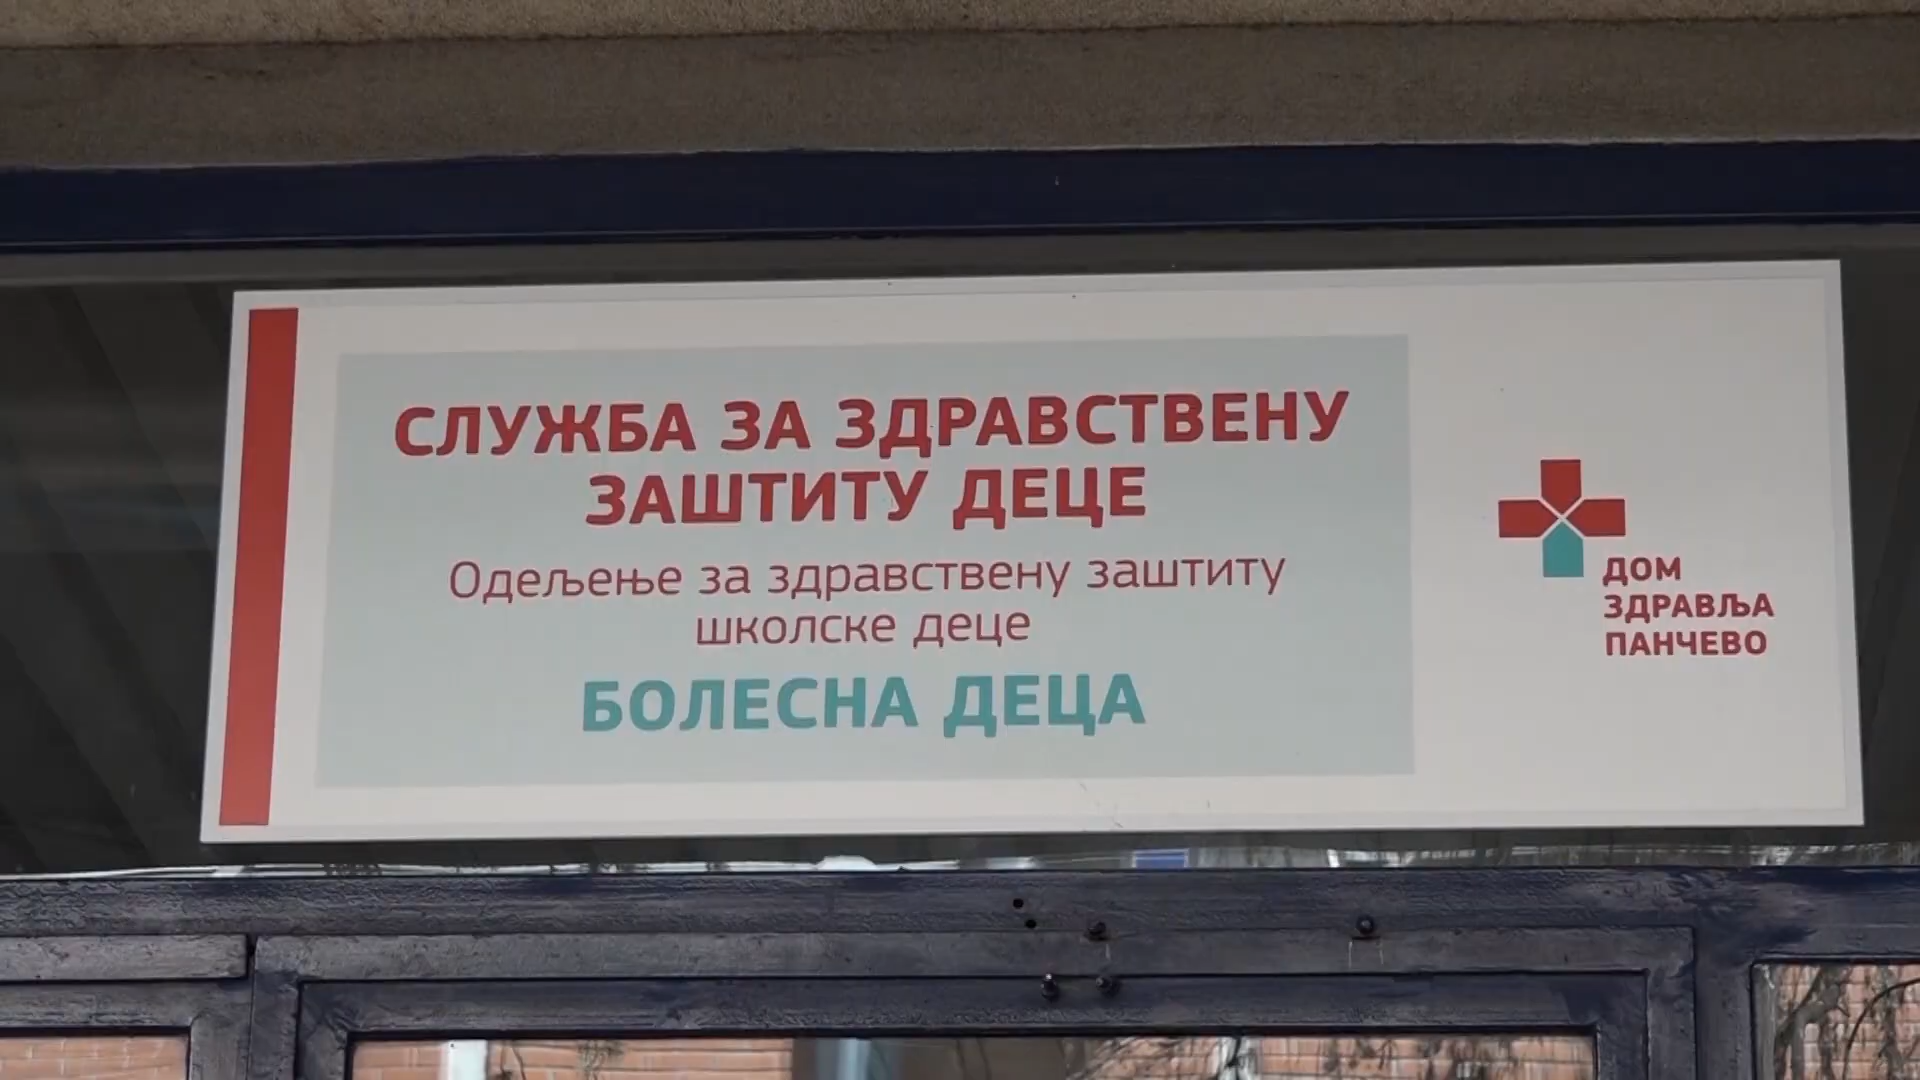 СЛУЖБА ЗА ЗДРАВСТВЕНУ
ЗАШТИТУ ДЕЦЕ
Одељење за здравствену заштиту
школске деце
БОЛЕСНА ДЕЦА
ДОМ
ЗДРАВЉА
ПАНЧЕВО